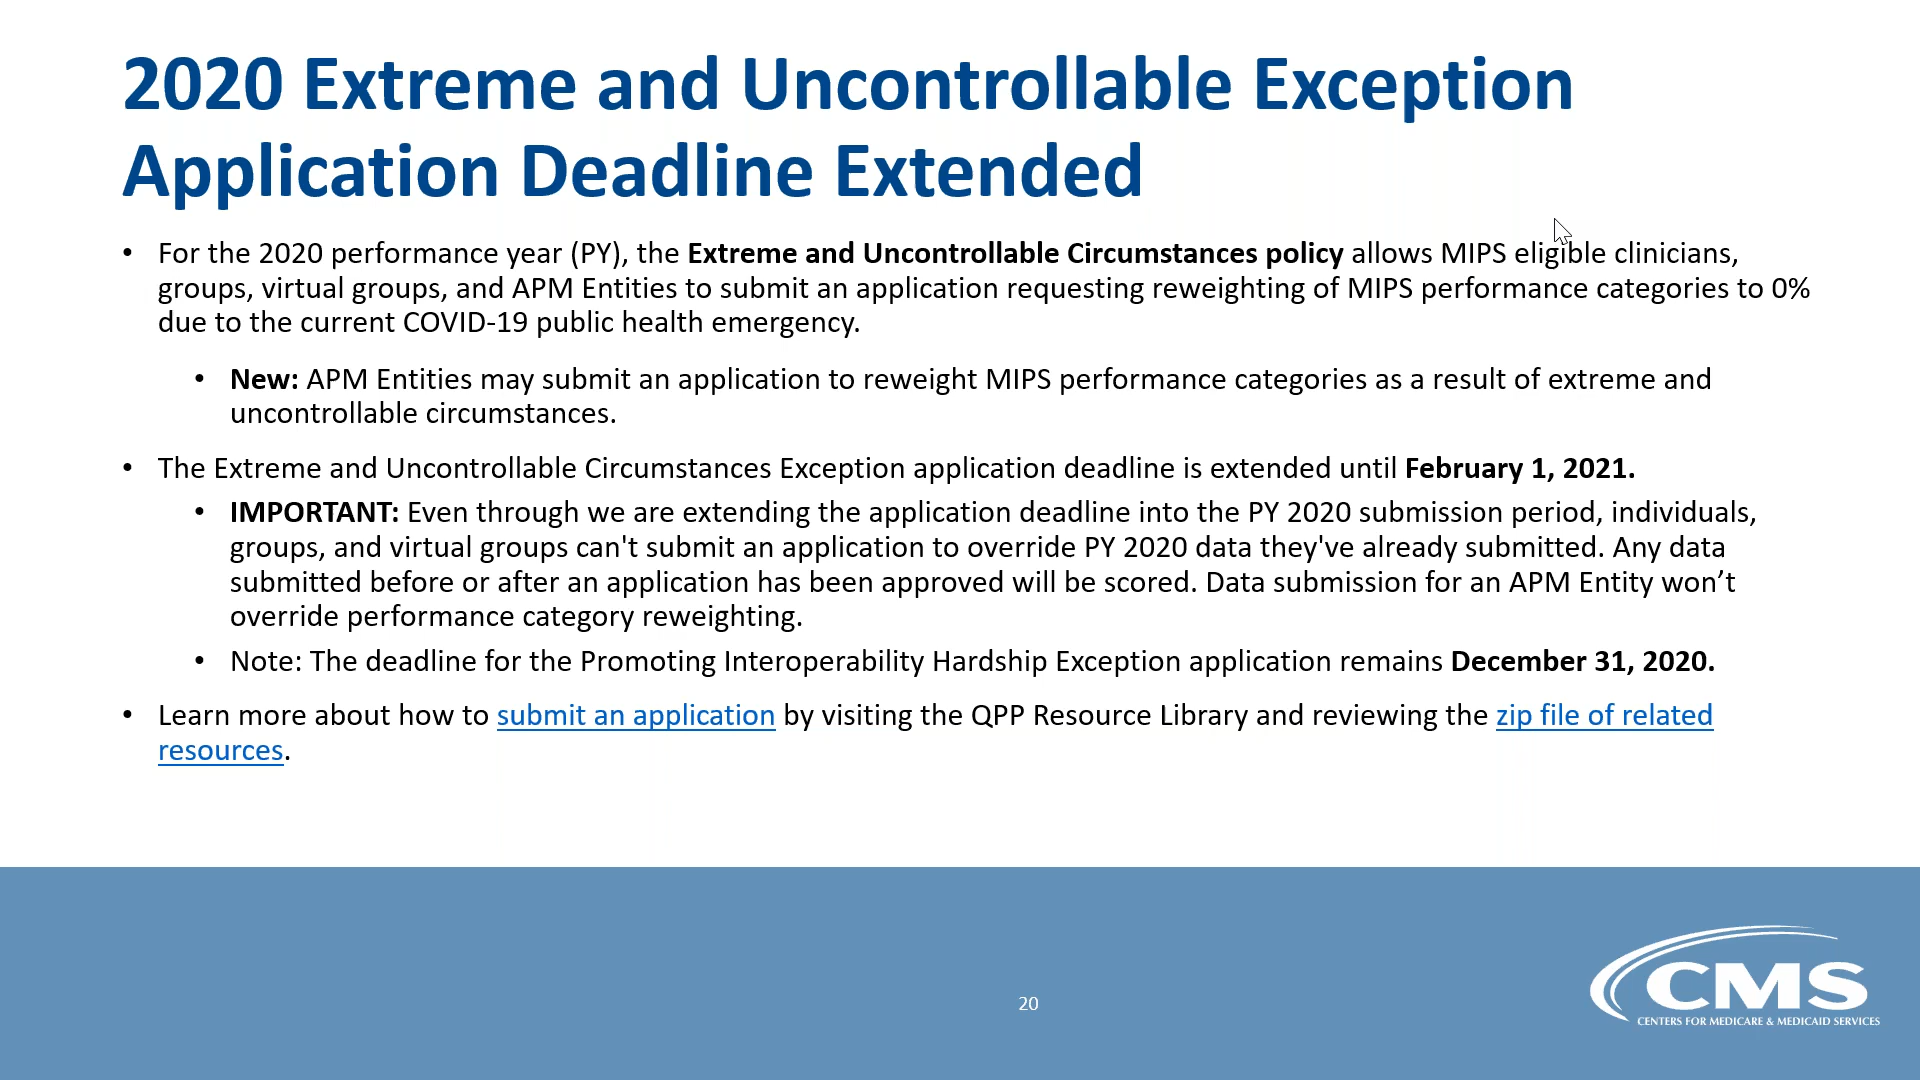 2020 Extreme and Uncontrollable Exception
Application Deadline Extended
• For the 2020 performance year (PY), the Extreme and Uncontrollable Circumstances policy allows MIPS eligible clinicians,
groups, virtual groups, and APM Entities to submit an application requesting reweighting of MIPS performance categories to 0%
due to the current COVID-19 public health emergency.
• New: APM Entities may submit an application to reweight MIPS performance categories as a result of extreme and
uncontrollable circumstances.
• The Extreme and Uncontrollable Circumstances Exception application deadline is extended until February 1, 2021.
• IMPORTANT: Even through we are extending the application deadline into the PY 2020 submission period, individuals,
groups, and virtual groups can't submit an application to override PY 2020 data they've already submitted. Any data
submitted before or after an application has been approved will be scored. Data submission for an APM Entity won’t
override performance category reweighting.
• Note: The deadline for the Promoting Interoperability Hardship Exception application remains December 31, 2020.
• Learn more about how to submit an application by visiting the QPP Resource Library and reviewing the zip file of related
resources.
20
CMS
CENTERS FOR MEDICARE & MEDICAID SERVICES